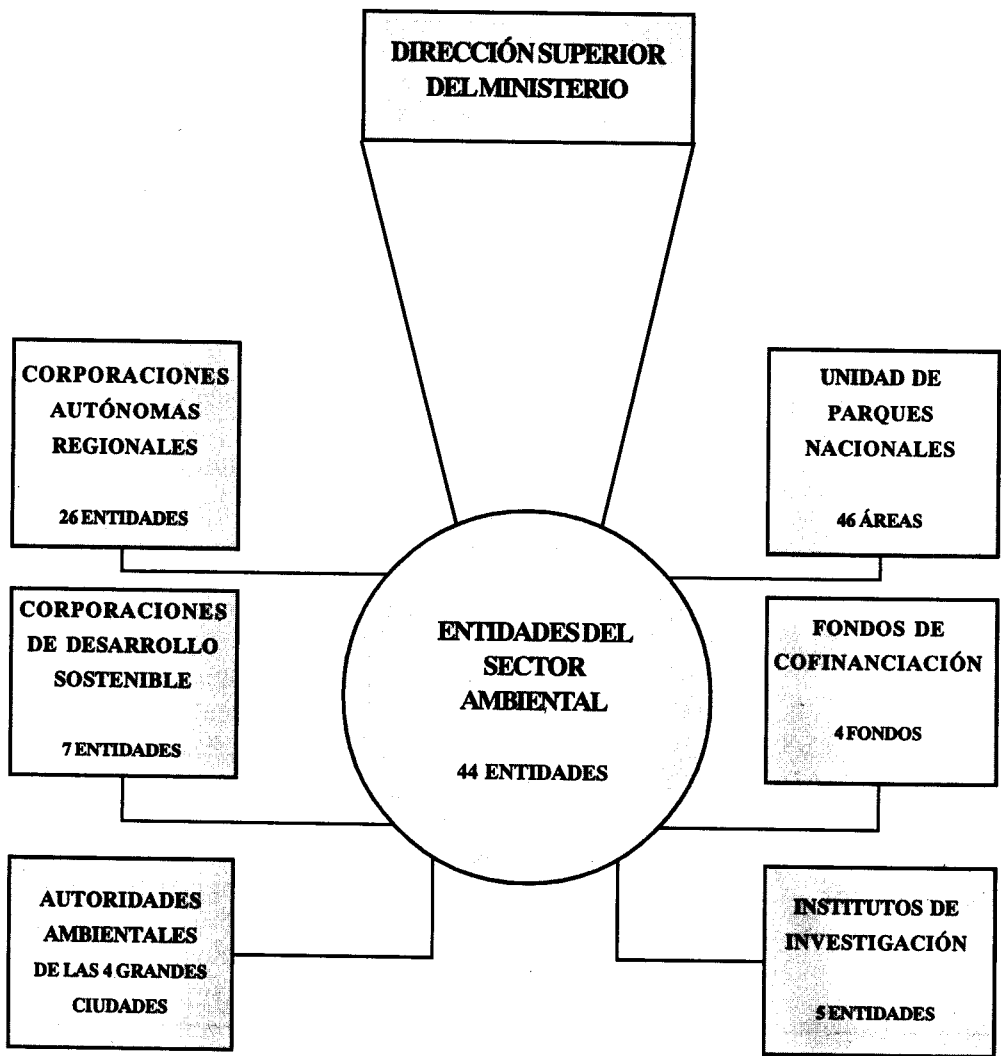 DIRECCIÓN SUPERIOR
DEL MINISTERIO
CORPORACIONES
AUTÓNOMAS
REGIONALES
26 ENTIDADES
UNIDAD DE
PARQUES
NACIONALES
46 ÁREAS
CORPORACIONES
DE DESARROLLO
SOSTENIBLE
7 ENTIDADES
ENTIDADES DEL
SECTOR
AMBIENTAL
44 ENTIDADES
FONDOS DE
COFINANCIACIÓN
4 FONDOS
AUTORIDADES
AMBIENTALES
DE LAS 4 GRANDES
CIUDADES
INSTITUTOS DE
INVESTIGACIÓN
5 ENTIDADES